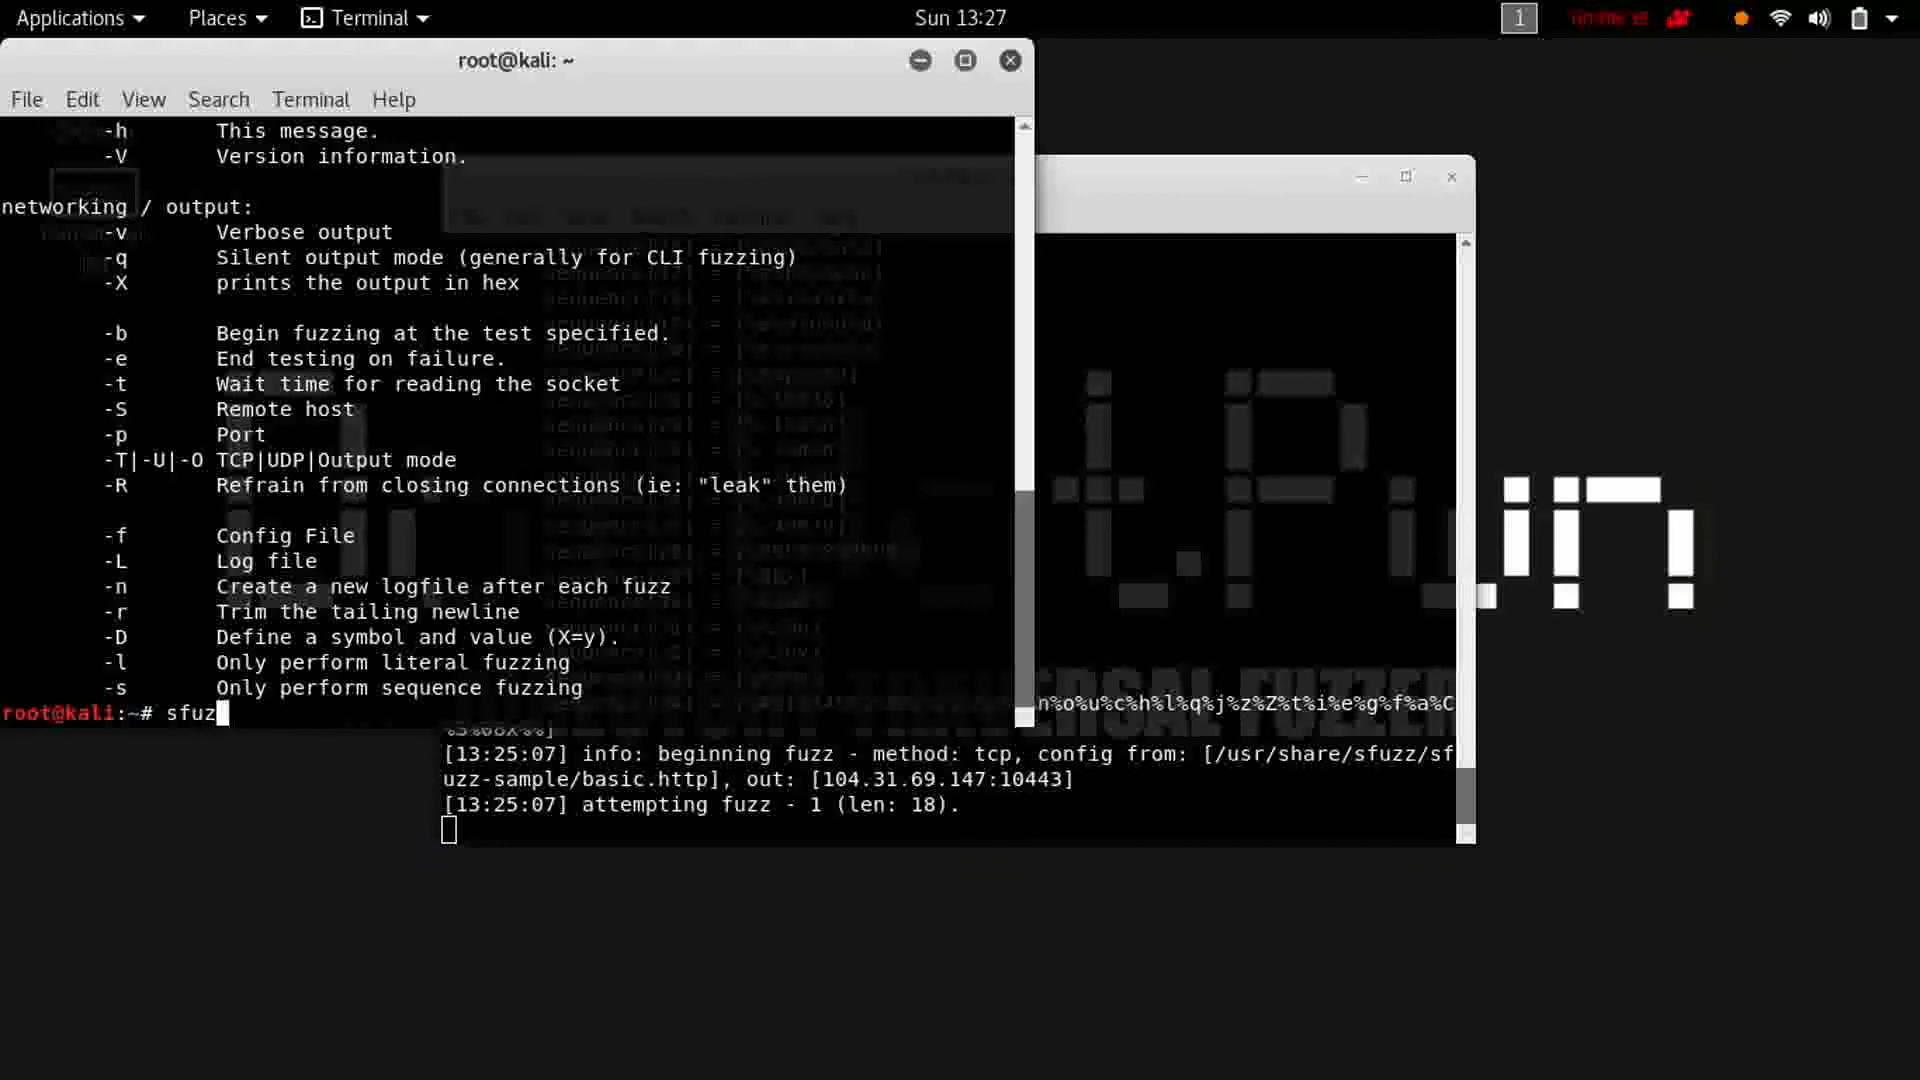 Applications Places Terminal Sun 13:27 1
root@kali: ~
File Edit View Search Terminal Help
-h This message.
-V Version information.
networking / output:
-v Verbose output
-q Silent output mode (generally for CLI fuzzing)
-X prints the output in hex
-b Begin fuzzing at the test specified.
-e End testing on failure.
-t Wait time for reading the socket
-S Remote host
-p Port
-T|-U|-O TCP|UDP|Output mode
-R Refrain from closing connections (ie: "leak" them)
-f Config File
-L Log file
-n Create a new logfile after each fuzz
-r Trim the tailing newline
-D Define a symbol and value (X=y).
-l Only perform literal fuzzing
-s Only perform sequence fuzzing
root@kali:~# sfuz
n%o%u%c%h%l%q%j%z%Z%t%i%e%g%f%a%C
[13:25:07] info: beginning fuzz - method: tcp, config from: [/usr/share/sfuzz/sf
uzz-sample/basic.http], out: [104.31.69.147:10443]
[13:25:07] attempting fuzz - 1 (len: 18).